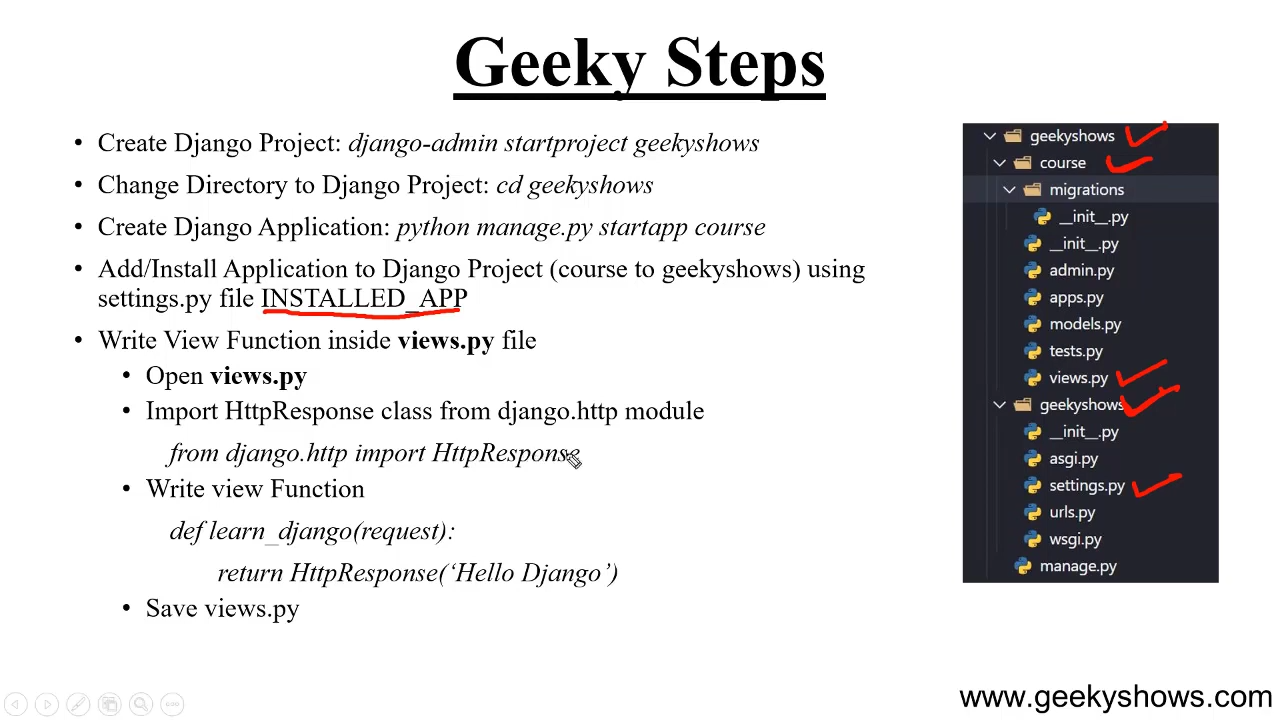 Geeky Steps
• Create Django Project: django-admin startproject geekyshows
• Change Directory to Django Project: cd geekyshows
• Create Django Application: python manage.py startapp course
• Add/Install Application to Django Project (course to geekyshows) using
settings.py file INSTALLED_APP
• Write View Function inside views.py file
• Open views.py
• Import HttpResponse class from django.http module
from django.http import HttpResponse
• Write view Function
def learn_django(request):
return HttpResponse(‘Hello Django’)
• Save views.py
geekyshows
course
migrations
__init__.py
__init__.py
admin.py
apps.py
models.py
tests.py
views.py
geekyshows
__init__.py
asgi.py
settings.py
urls.py
wsgi.py
manage.py
www.geekyshows.com